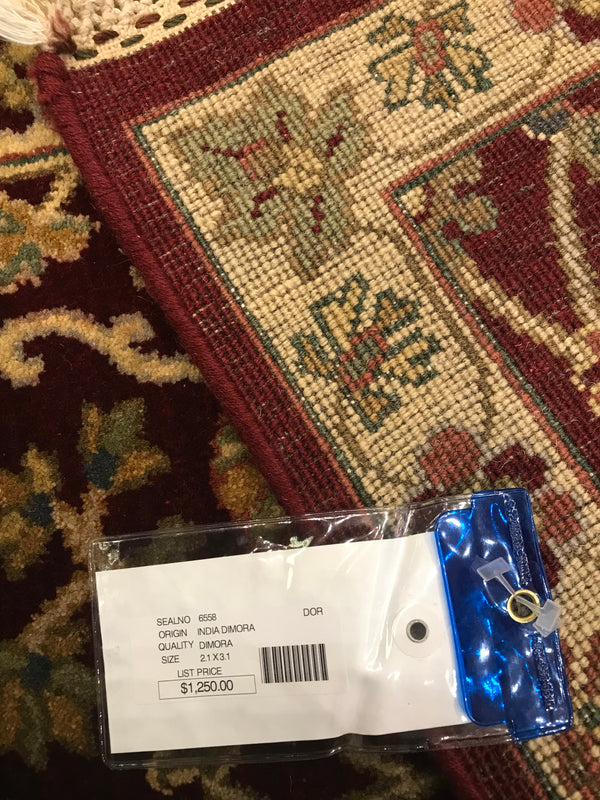 SEALNO 6558 DOR
ORIGIN INDIA DIMORA
QUALITY DIMORA
SIZE 2.1 X 3.1
LIST PRICE
$1,250.00